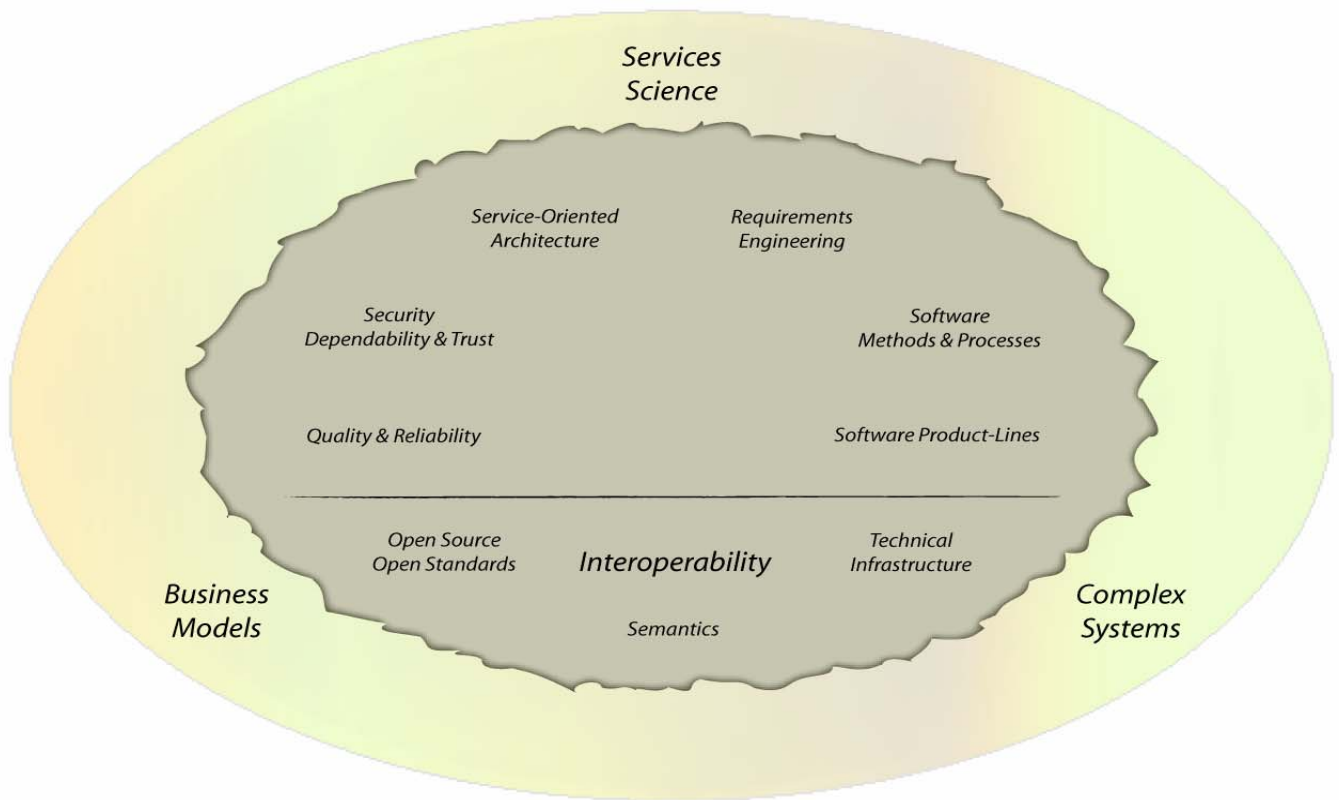 Services
Science
Service-Oriented
Architecture
Requirements
Engineering
Security
Dependability & Trust
Software
Methods & Processes
Quality & Reliability
Software Product-Lines
Open Source
Open Standards
Interoperability
Technical
Infrastructure
Semantics
Business
Models
Complex
Systems